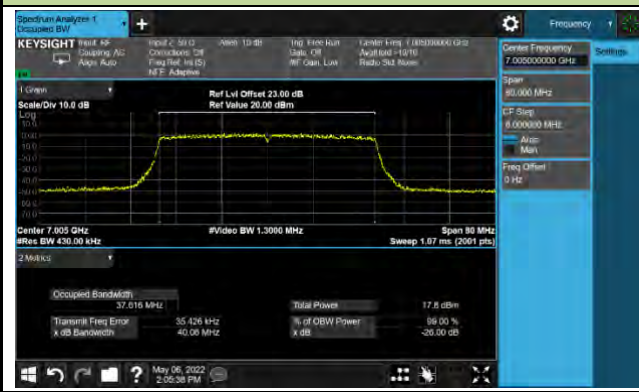 Spectrum Analyzer 1
Occupied BW
+
Frequency
KEYSIGHT Input: RF
Coupling: AC
Align: Auto
Input Z: 50 Ω
Corrections: Off
Freq Ref: Int (S)
NFE: Adaptive
Atten: 10 dB
Trig: Free Run
Gate: Off
#IF Gain: Low
Center Freq: 7.005000000 GHz
Avg|Hold: >10/10
Radio Std: None
1 Graph
Scale/Div 10.0 dB
Ref Lvl Offset 23.00 dB
Ref Value 20.00 dBm
Log
10.0
0.00
Center 7.005 GHz
#Res BW 430.00 kHz
#Video BW 1.3000 MHz
Span 80 MHz
Sweep 1.07 ms (2001 pts)
2 Metrics
Occupied Bandwidth
37.616 MHz
Transmit Freq Error 35.426 kHz
x dB Bandwidth 40.06 MHz
Total Power 17.8 dBm
% of OBW Power 99.00 %
x dB -26.00 dB
?
May 06, 2022
2:05:38 PM
Center Frequency
7.005000000 GHz
Settings
Span
80.000 MHz
CF Step
8.000000 MHz
Auto
Man
Freq Offset
0 Hz